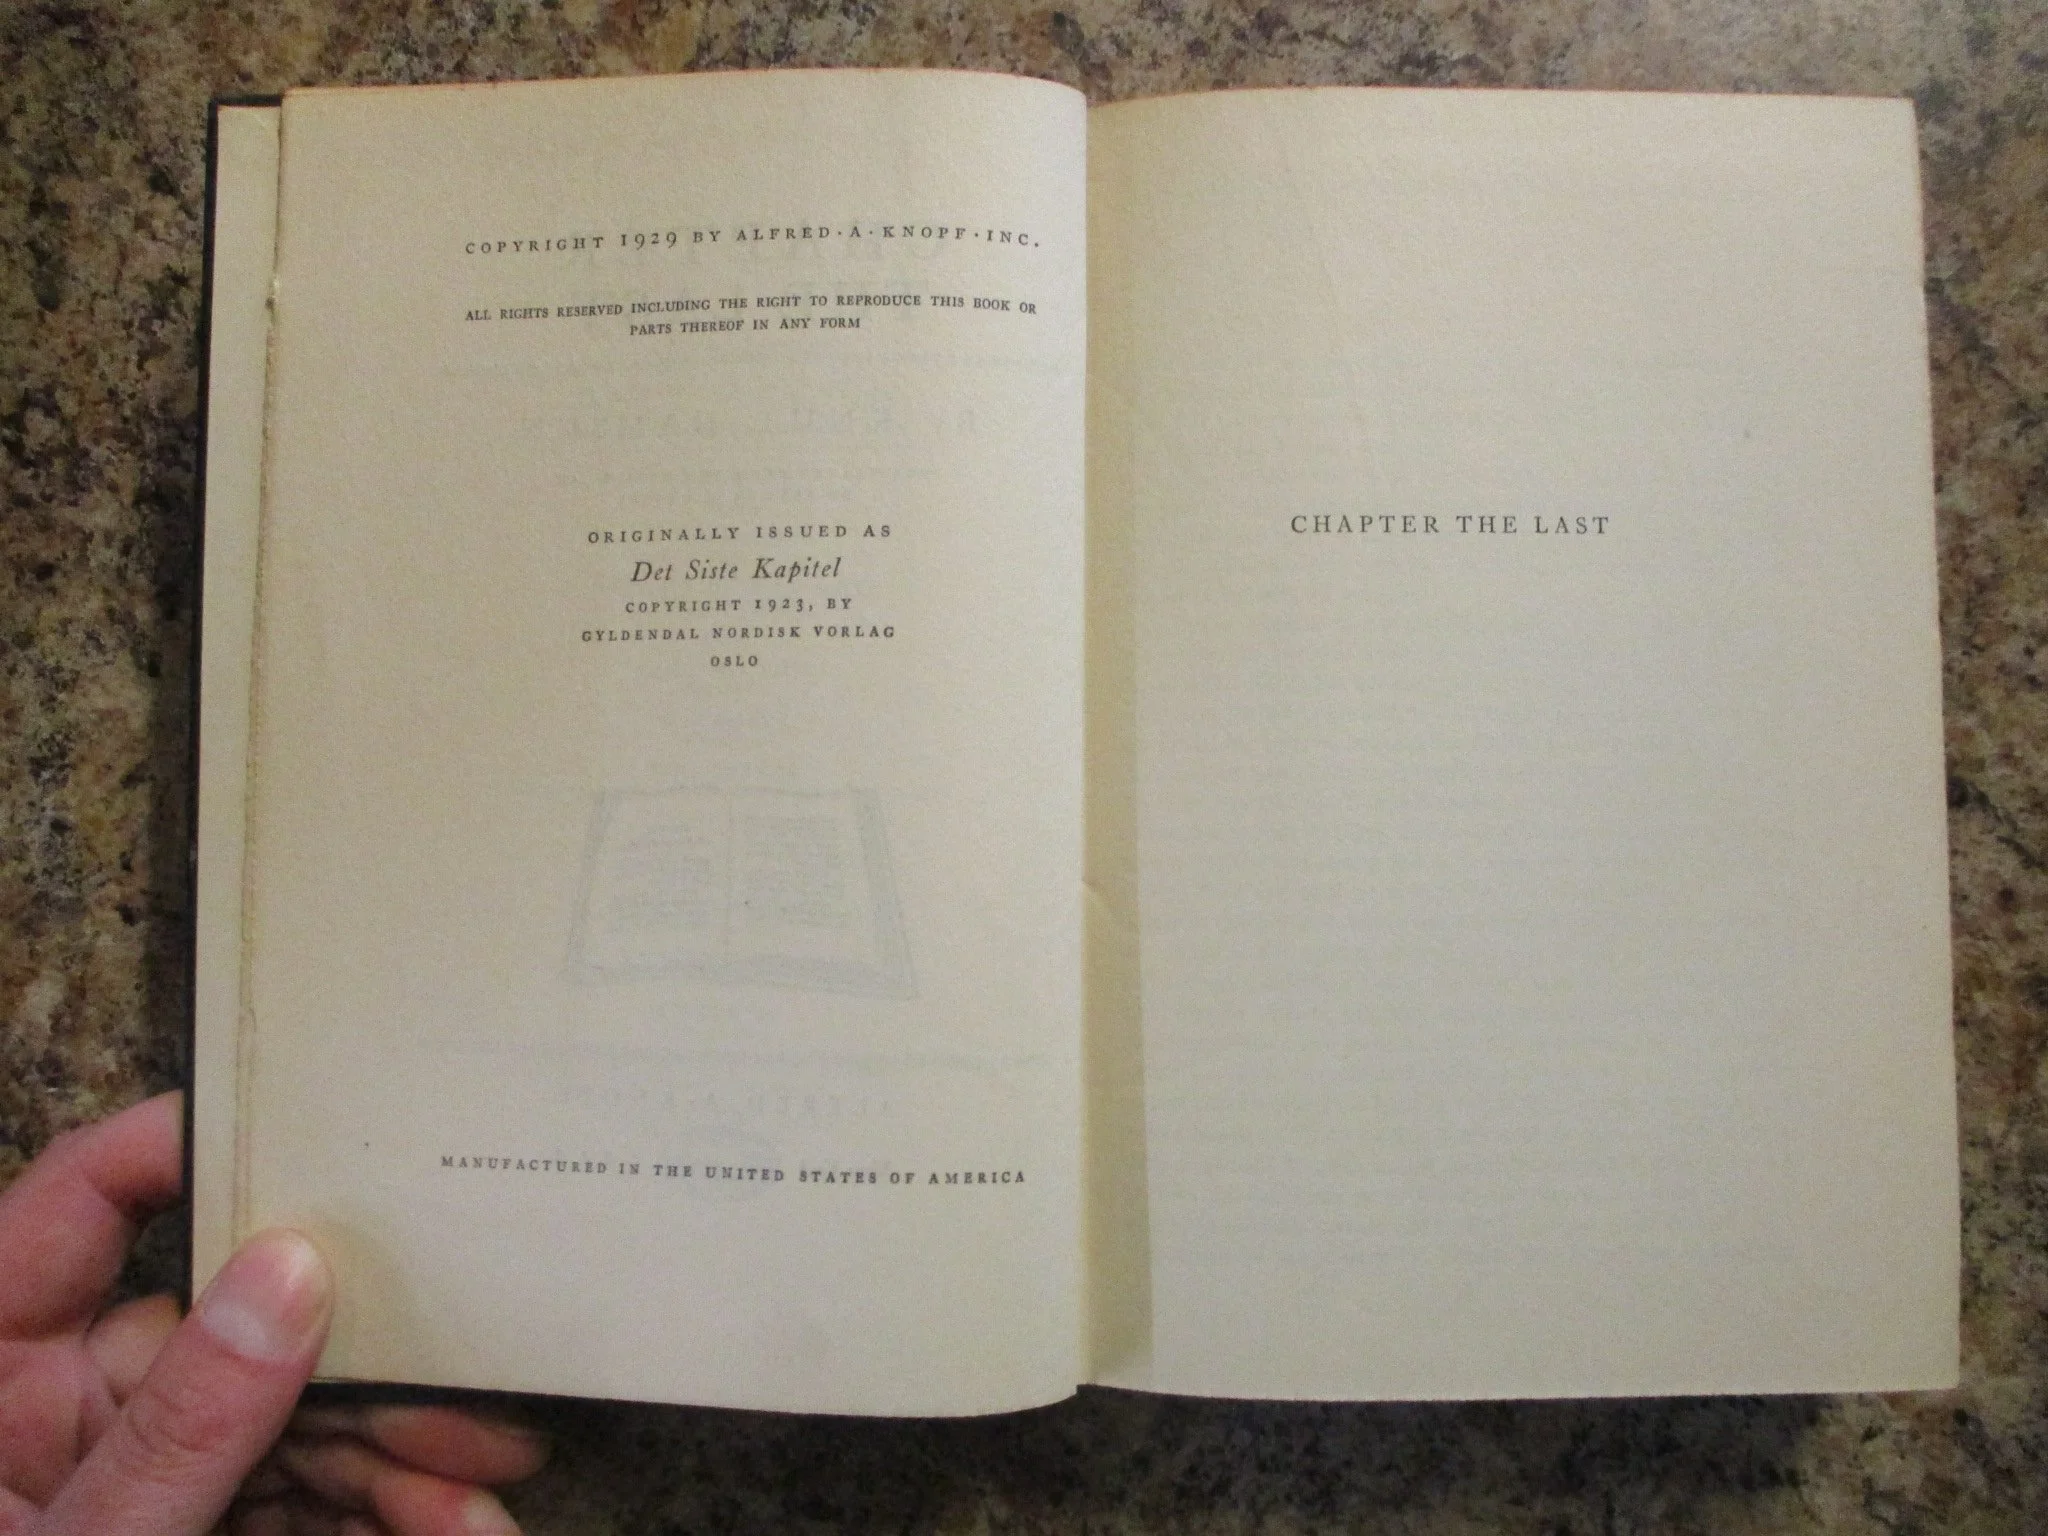 COPYRIGHT 1929 BY ALFRED · A · KNOPF · INC.
ALL RIGHTS RESERVED INCLUDING THE RIGHT TO REPRODUCE THIS BOOK OR
PARTS THEREOF IN ANY FORM
ORIGINALLY ISSUED AS
Det Siste Kapitel
COPYRIGHT 1923, BY
GYLDENDAL NORDISK VORLAG
OSLO
MANUFACTURED IN THE UNITED STATES OF AMERICA
CHAPTER THE LAST